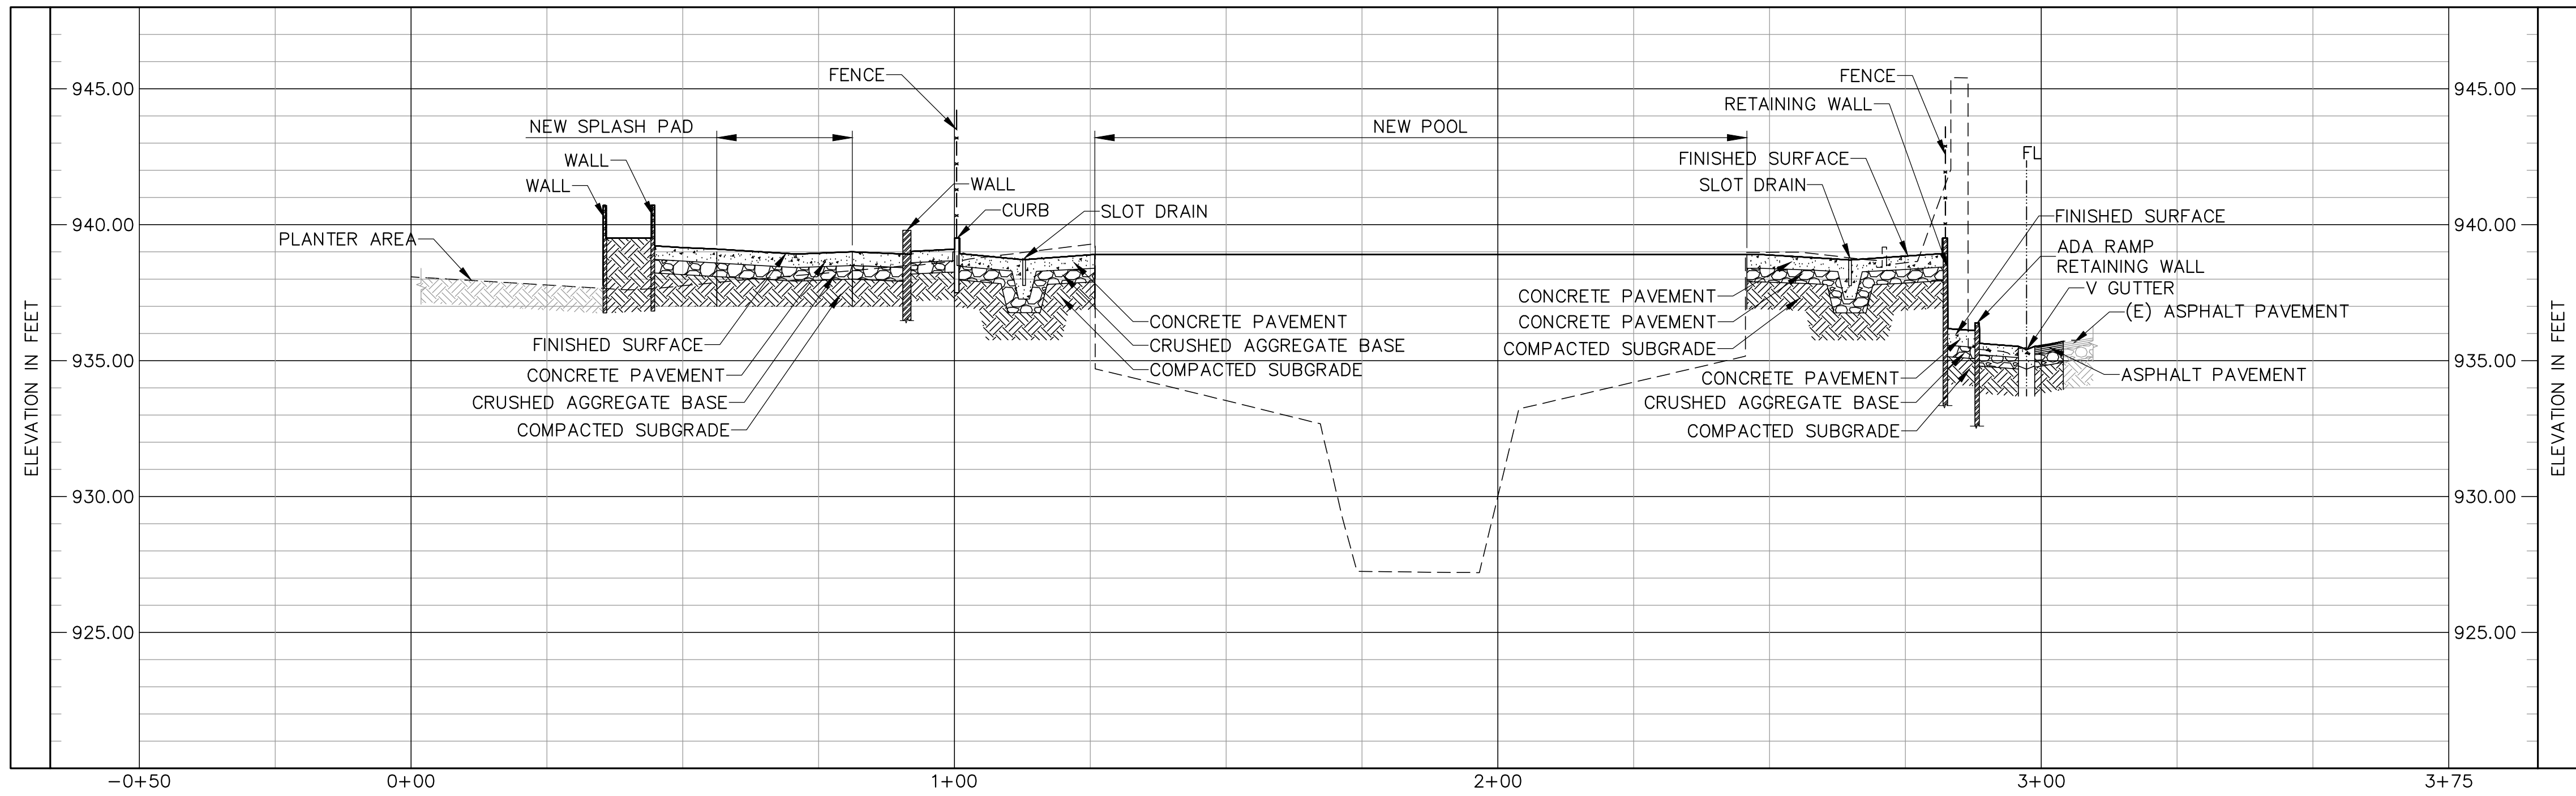 FENCE
FENCE
945.00
945.00
RETAINING WALL
NEW SPLASH PAD
NEW POOL
FL
WALL
FINISHED SURFACE
WALL
WALL
SLOT DRAIN
CURB
SLOT DRAIN
FINISHED SURFACE
940.00
940.00
PLANTER AREA
ADA RAMP
RETAINING WALL
V GUTTER
CONCRETE PAVEMENT
(E) ASPHALT PAVEMENT
CONCRETE PAVEMENT
CONCRETE PAVEMENT
FINISHED SURFACE
CRUSHED AGGREGATE BASE
COMPACTED SUBGRADE
935.00
935.00
COMPACTED SUBGRADE
CONCRETE PAVEMENT
CONCRETE PAVEMENT
ASPHALT PAVEMENT
CRUSHED AGGREGATE BASE
CRUSHED AGGREGATE BASE
COMPACTED SUBGRADE
COMPACTED SUBGRADE
ELEVATION IN FEET
ELEVATION IN FEET
930.00
930.00
925.00
925.00
-0+50
0+00
1+00
2+00
3+00
3+75